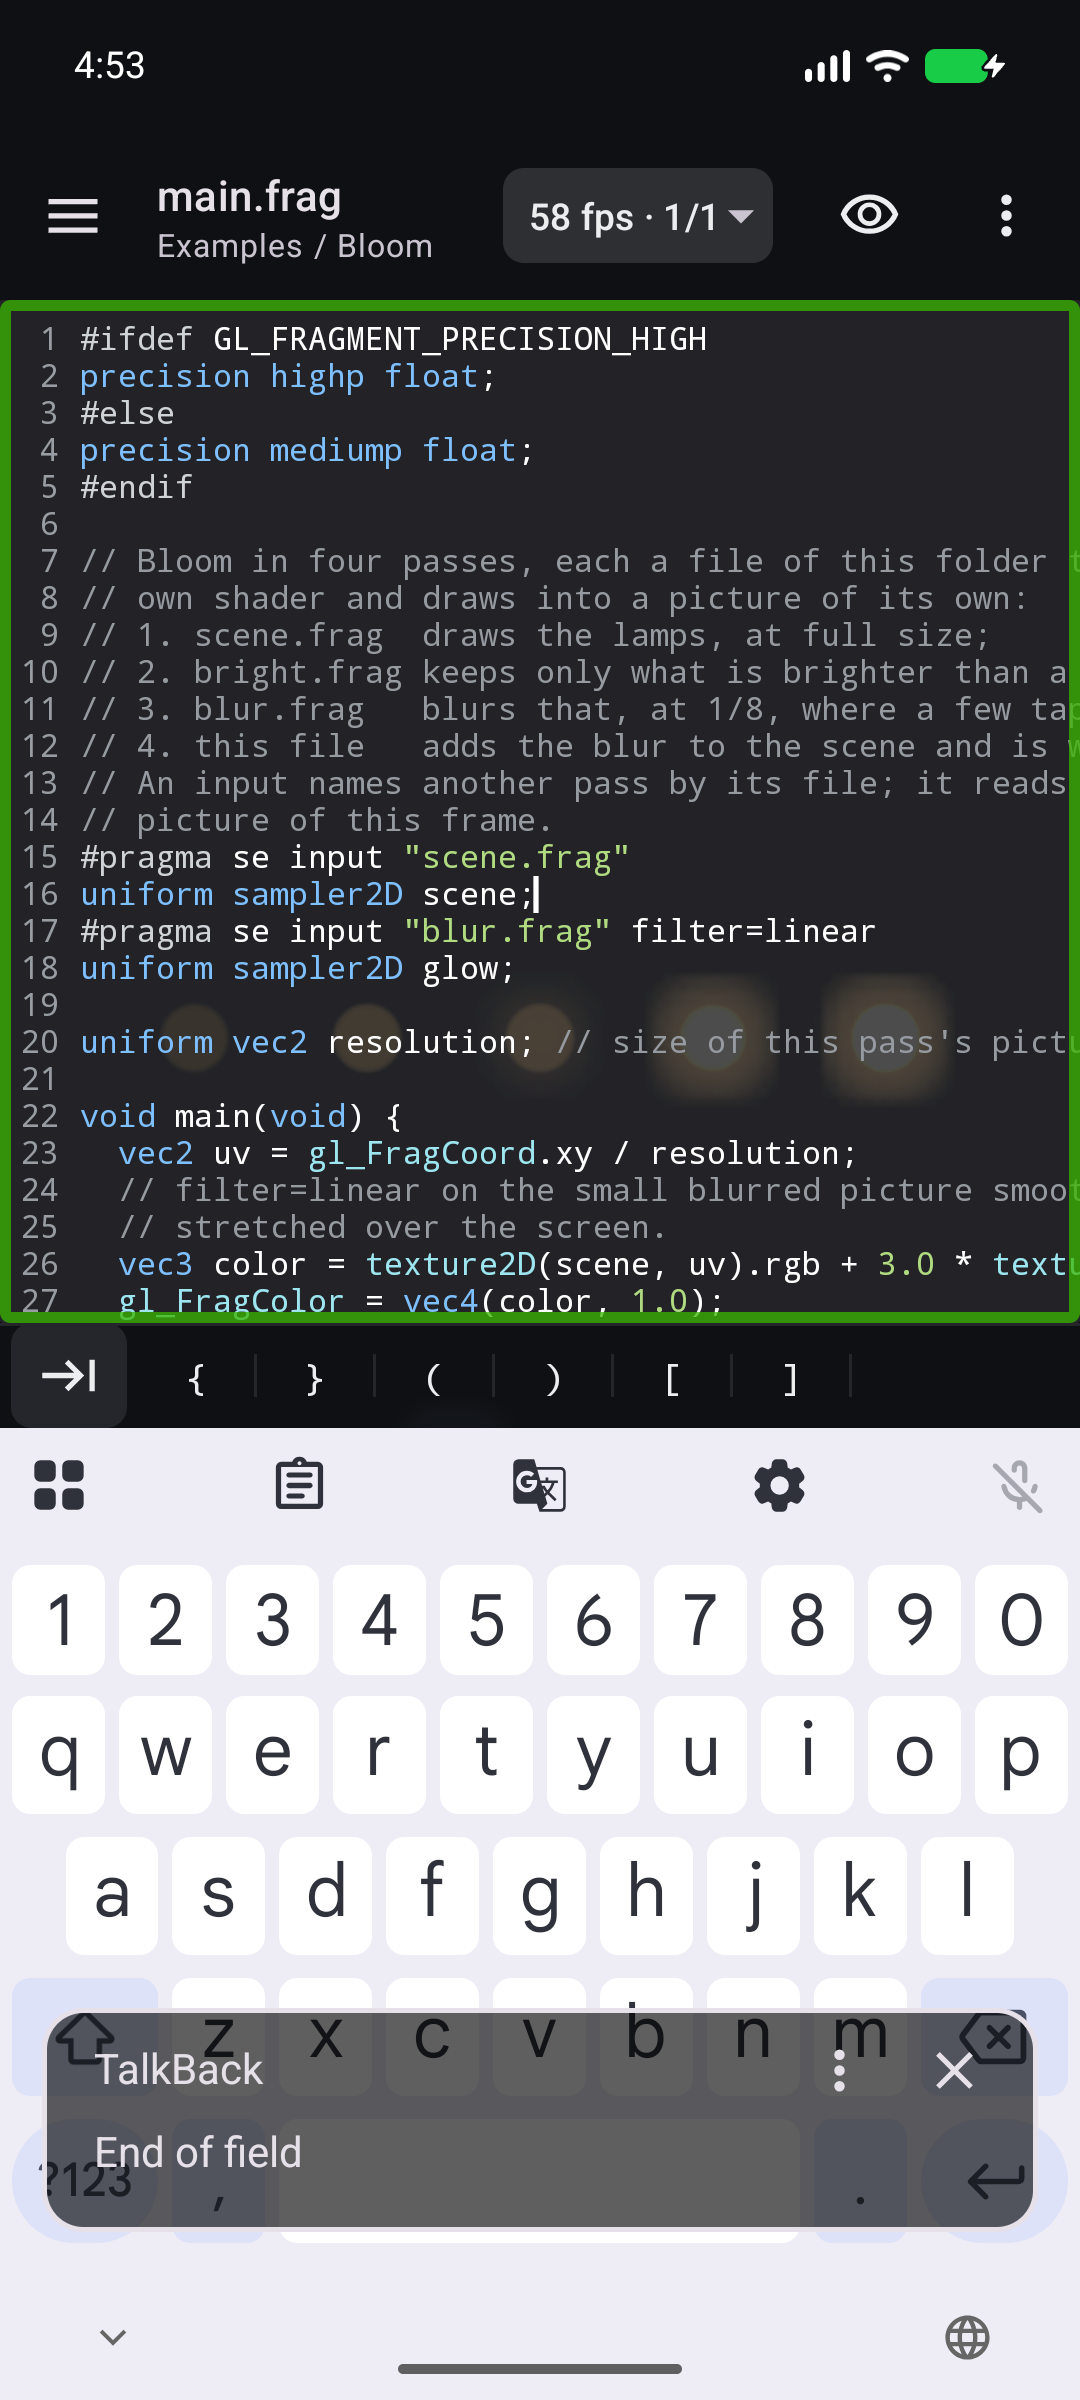 4:53
main.frag
Examples / Bloom
58 fps · 1/1
1 #ifdef GL_FRAGMENT_PRECISION_HIGH
2 precision highp float;
3 #else
4 precision mediump float;
5 #endif
6
7 // Bloom in four passes, each a file of this folder t
8 // own shader and draws into a picture of its own:
9 // 1. scene.frag  draws the lamps, at full size;
10 // 2. bright.frag keeps only what is brighter than a
11 // 3. blur.frag   blurs that, at 1/8, where a few tap
12 // 4. this file   adds the blur to the scene and is w
13 // An input names another pass by its file; it reads
14 // picture of this frame.
15 #pragma se input "scene.frag"
16 uniform sampler2D scene;
17 #pragma se input "blur.frag" filter=linear
18 uniform sampler2D glow;
19
20 uniform vec2 resolution; // size of this pass's pictu
21
22 void main(void) {
23   vec2 uv = gl_FragCoord.xy / resolution;
24   // filter=linear on the small blurred picture smoot
25   // stretched over the screen.
26   vec3 color = texture2D(scene, uv).rgb + 3.0 * textu
27   gl_FragColor = vec4(color, 1.0);
{ } ( ) [ ]
1 2 3 4 5 6 7 8 9 0
q w e r t y u i o p
a s d f g h j k l
z x c v b n m
TalkBack
End of field
?123 , .